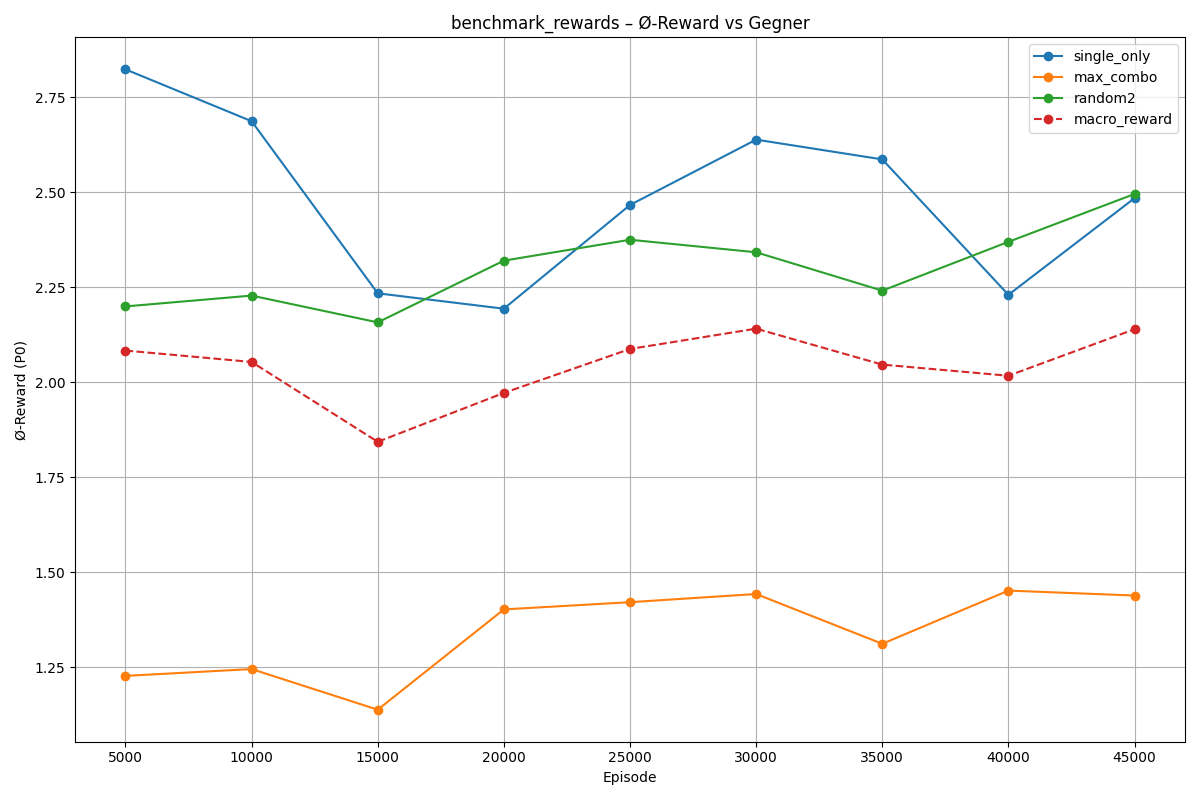 benchmark_rewards – Ø-Reward vs Gegner
single_only
max_combo
random2
macro_reward
Ø-Reward (P0)
2.75
2.50
2.25
2.00
1.75
1.50
1.25
5000 10000 15000 20000 25000 30000 35000 40000 45000
Episode